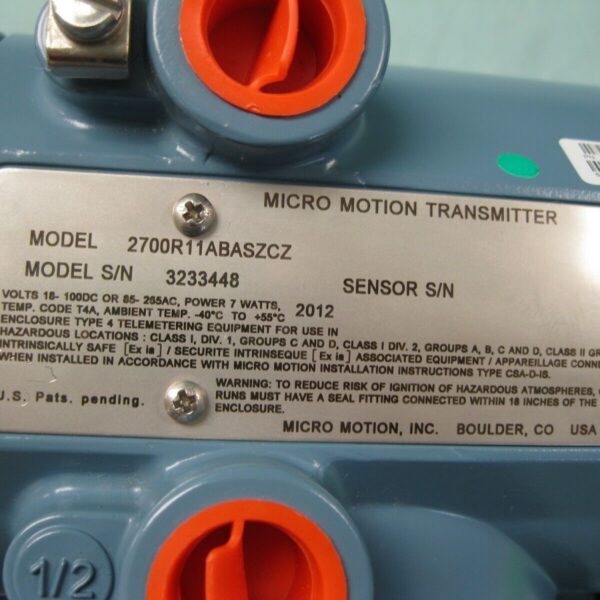 MICRO MOTION TRANSMITTER
MODEL 2700R11ABASZCZ
MODEL S/N 3233448 SENSOR S/N
VOLTS 18- 100DC OR 85- 265AC, POWER 7 WATTS, 2012
TEMP. CODE T4A, AMBIENT TEMP. -40°C TO +55°C
ENCLOSURE TYPE 4 TELEMETERING EQUIPMENT FOR USE IN
HAZARDOUS LOCATIONS : CLASS I, DIV. 1, GROUPS C AND D, CLASS I DIV. 2, GROUPS A, B, C AND D, CLASS II
INTRINSICALLY SAFE [Ex ia] / SECURITE INTRINSEQUE [Ex ia] ASSOCIATED EQUIPMENT / APPAREILLAGE
WHEN INSTALLED IN ACCORDANCE WITH MICRO MOTION INSTALLATION INSTRUCTIONS TYPE CSA-D-IS.
U.S. Pats. pending.
WARNING: TO REDUCE RISK OF IGNITION OF HAZARDOUS ATMOSPHERES,
RUNS MUST HAVE A SEAL FITTING CONNECTED WITHIN 18 INCHES OF THE
ENCLOSURE.
MICRO MOTION, INC. BOULDER, CO USA
1/2